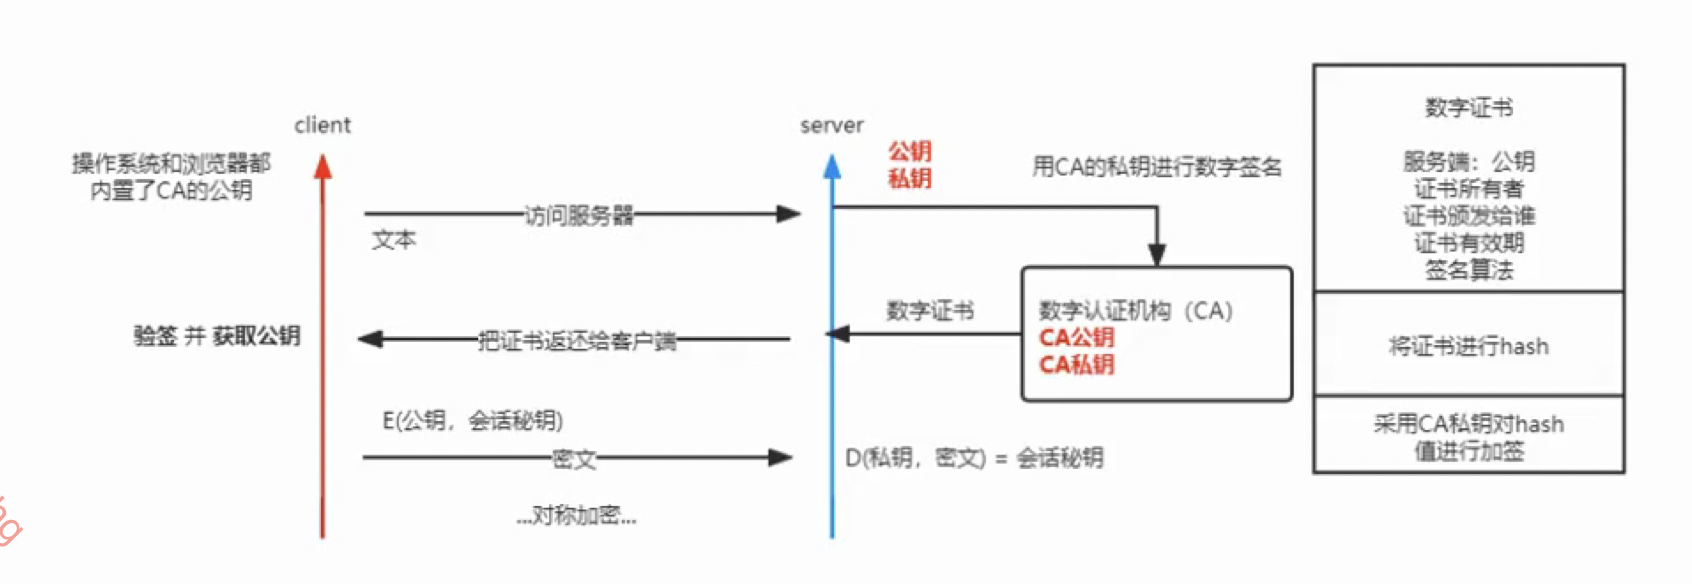 client
操作系统和浏览器都
内置了CA的公钥
访问服务器
文本
验签 并 获取公钥
把证书返还给客户端
E(公钥，会话秘钥)
密文
...对称加密...
server
公钥
私钥
用CA的私钥进行数字签名
数字证书
数字认证机构（CA）
CA公钥
CA私钥
D(私钥，密文) = 会话秘钥
数字证书
服务端：公钥
证书所有者
证书颁发给谁
证书有效期
签名算法
将证书进行hash
采用CA私钥对hash
值进行加签